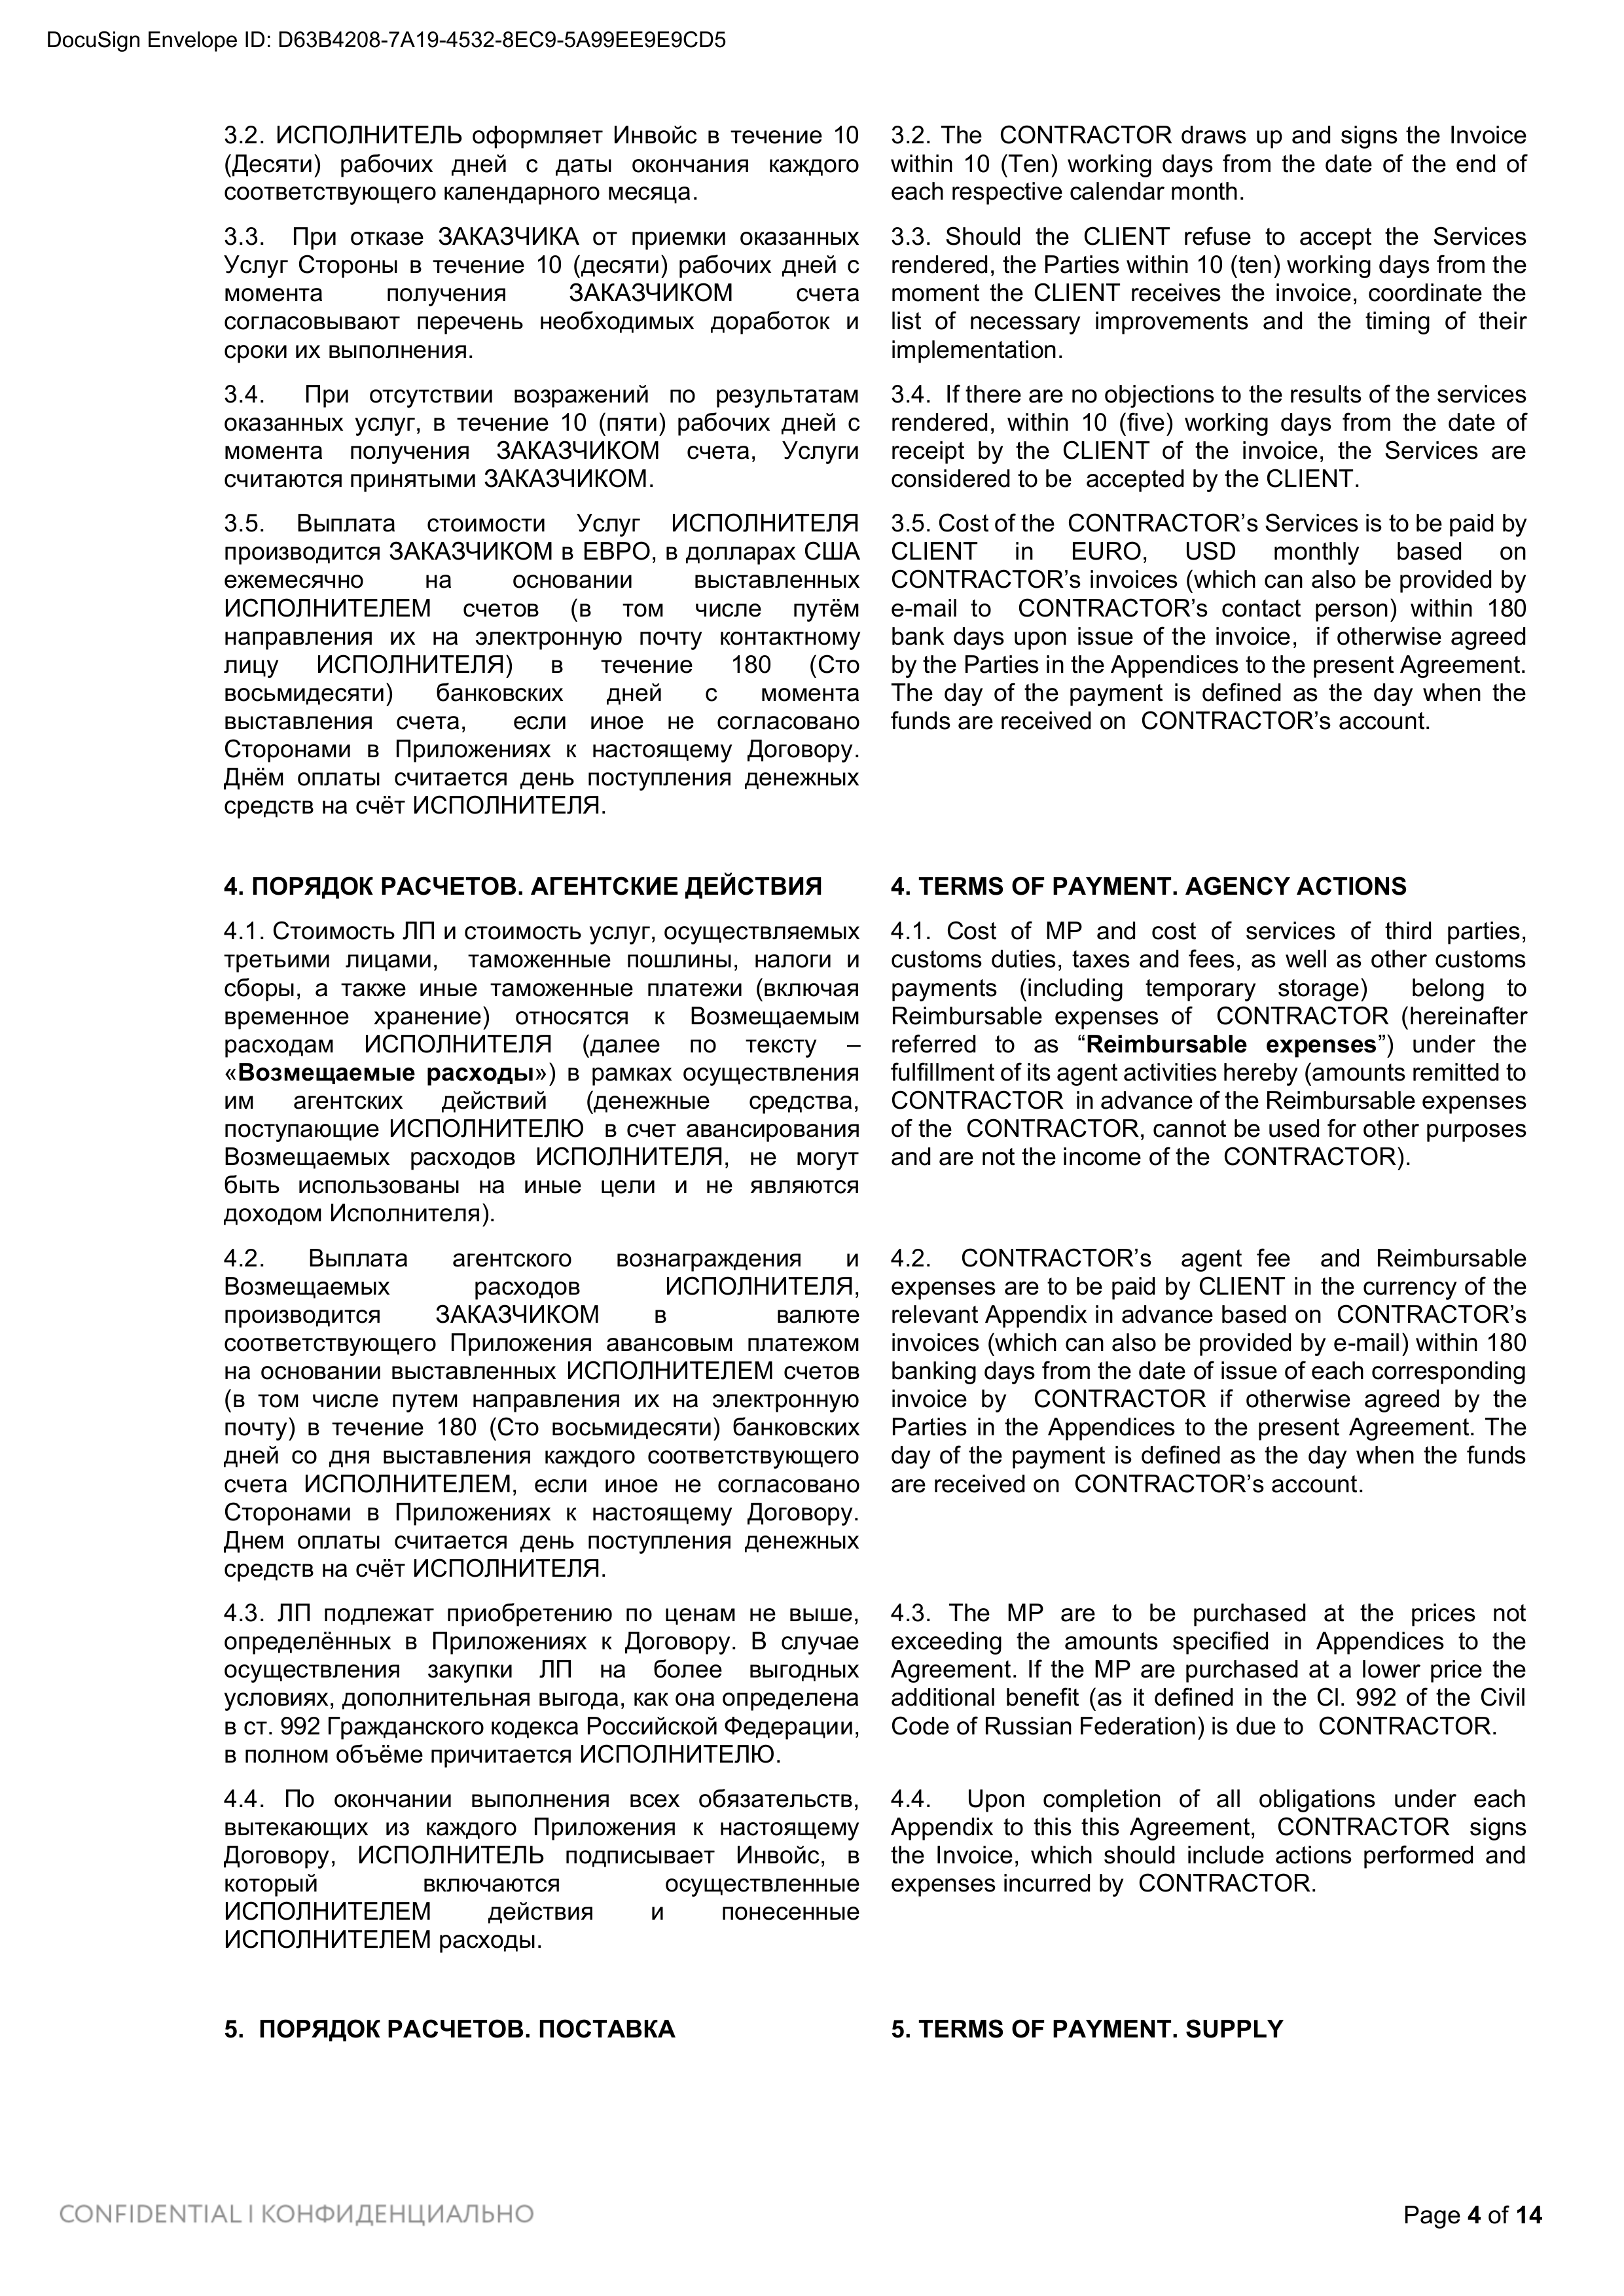 DocuSign Envelope ID: D63B4208-7A19-4532-8EC9-5A99EE9E9CD5
3.2. ИСПОЛНИТЕЛЬ оформляет Инвойс в течение 10
(Десяти) рабочих дней с даты окончания каждого
соответствующего календарного месяца.
3.3. При отказе ЗАКАЗЧИКА от приемки оказанных
Услуг Стороны в течение 10 (десяти) рабочих дней с
момента получения ЗАКАЗЧИКОМ счета
согласовывают перечень необходимых доработок и
сроки их выполнения.
3.4. При отсутствии возражений по результатам
оказанных услуг, в течение 10 (пяти) рабочих дней с
момента получения ЗАКАЗЧИКОМ счета, Услуги
считаются принятыми ЗАКАЗЧИКОМ.
3.5. Выплата стоимости Услуг ИСПОЛНИТЕЛЯ
производится ЗАКАЗЧИКОМ в ЕВРО, в долларах США
ежемесячно на основании выставленных
ИСПОЛНИТЕЛЕМ счетов (в том числе путём
направления их на электронную почту контактному
лицу ИСПОЛНИТЕЛЯ) в течение 180 (Сто
восьмидесяти) банковских дней с момента
выставления счета, если иное не согласовано
Сторонами в Приложениях к настоящему Договору.
Днём оплаты считается день поступления денежных
средств на счёт ИСПОЛНИТЕЛЯ.
4. ПОРЯДОК РАСЧЕТОВ. АГЕНТСКИЕ ДЕЙСТВИЯ
4.1. Стоимость ЛП и стоимость услуг, осуществляемых
третьими лицами, таможенные пошлины, налоги и
сборы, а также иные таможенные платежи (включая
временное хранение) относятся к Возмещаемым
расходам ИСПОЛНИТЕЛЯ (далее по тексту –
«Возмещаемые расходы») в рамках осуществления
им агентских действий (денежные средства,
поступающие ИСПОЛНИТЕЛЮ в счет авансирования
Возмещаемых расходов ИСПОЛНИТЕЛЯ, не могут
быть использованы на иные цели и не являются
доходом Исполнителя).
4.2. Выплата агентского вознаграждения и
Возмещаемых расходов ИСПОЛНИТЕЛЯ,
производится ЗАКАЗЧИКОМ в валюте
соответствующего Приложения авансовым платежом
на основании выставленных ИСПОЛНИТЕЛЕМ счетов
(в том числе путем направления их на электронную
почту) в течение 180 (Сто восьмидесяти) банковских
дней со дня выставления каждого соответствующего
счета ИСПОЛНИТЕЛЕМ, если иное не согласовано
Сторонами в Приложениях к настоящему Договору.
Днем оплаты считается день поступления денежных
средств на счёт ИСПОЛНИТЕЛЯ.
4.3. ЛП подлежат приобретению по ценам не выше,
определённых в Приложениях к Договору. В случае
осуществления закупки ЛП на более выгодных
условиях, дополнительная выгода, как она определена
в ст. 992 Гражданского кодекса Российской Федерации,
в полном объёме причитается ИСПОЛНИТЕЛЮ.
4.4. По окончании выполнения всех обязательств,
вытекающих из каждого Приложения к настоящему
Договору, ИСПОЛНИТЕЛЬ подписывает Инвойс, в
который включаются осуществленные
ИСПОЛНИТЕЛЕМ действия и понесенные
ИСПОЛНИТЕЛЕМ расходы.
5. ПОРЯДОК РАСЧЕТОВ. ПОСТАВКА
3.2. The CONTRACTOR draws up and signs the Invoice
within 10 (Ten) working days from the date of the end of
each respective calendar month.
3.3. Should the CLIENT refuse to accept the Services
rendered, the Parties within 10 (ten) working days from the
moment the CLIENT receives the invoice, coordinate the
list of necessary improvements and the timing of their
implementation.
3.4. If there are no objections to the results of the services
rendered, within 10 (five) working days from the date of
receipt by the CLIENT of the invoice, the Services are
considered to be accepted by the CLIENT.
3.5. Cost of the CONTRACTOR’s Services is to be paid by
CLIENT in EURO, USD monthly based on
CONTRACTOR’s invoices (which can also be provided by
e-mail to CONTRACTOR’s contact person) within 180
bank days upon issue of the invoice, if otherwise agreed
by the Parties in the Appendices to the present Agreement.
The day of the payment is defined as the day when the
funds are received on CONTRACTOR’s account.
4. TERMS OF PAYMENT. AGENCY ACTIONS
4.1. Cost of MP and cost of services of third parties,
customs duties, taxes and fees, as well as other customs
payments (including temporary storage) belong to
Reimbursable expenses of CONTRACTOR (hereinafter
referred to as “Reimbursable expenses”) under the
fulfillment of its agent activities hereby (amounts remitted to
CONTRACTOR in advance of the Reimbursable expenses
of the CONTRACTOR, cannot be used for other purposes
and are not the income of the CONTRACTOR).
4.2. CONTRACTOR’s agent fee and Reimbursable
expenses are to be paid by CLIENT in the currency of the
relevant Appendix in advance based on CONTRACTOR’s
invoices (which can also be provided by e-mail) within 180
banking days from the date of issue of each corresponding
invoice by CONTRACTOR if otherwise agreed by the
Parties in the Appendices to the present Agreement. The
day of the payment is defined as the day when the funds
are received on CONTRACTOR’s account.
4.3. The MP are to be purchased at the prices not
exceeding the amounts specified in Appendices to the
Agreement. If the MP are purchased at a lower price the
additional benefit (as it defined in the Cl. 992 of the Civil
Code of Russian Federation) is due to CONTRACTOR.
4.4. Upon completion of all obligations under each
Appendix to this this Agreement, CONTRACTOR signs
the Invoice, which should include actions performed and
expenses incurred by CONTRACTOR.
5. TERMS OF PAYMENT. SUPPLY
CONFIDENTIAL I КОНФИДЕНЦИАЛЬНО
Page 4 of 14